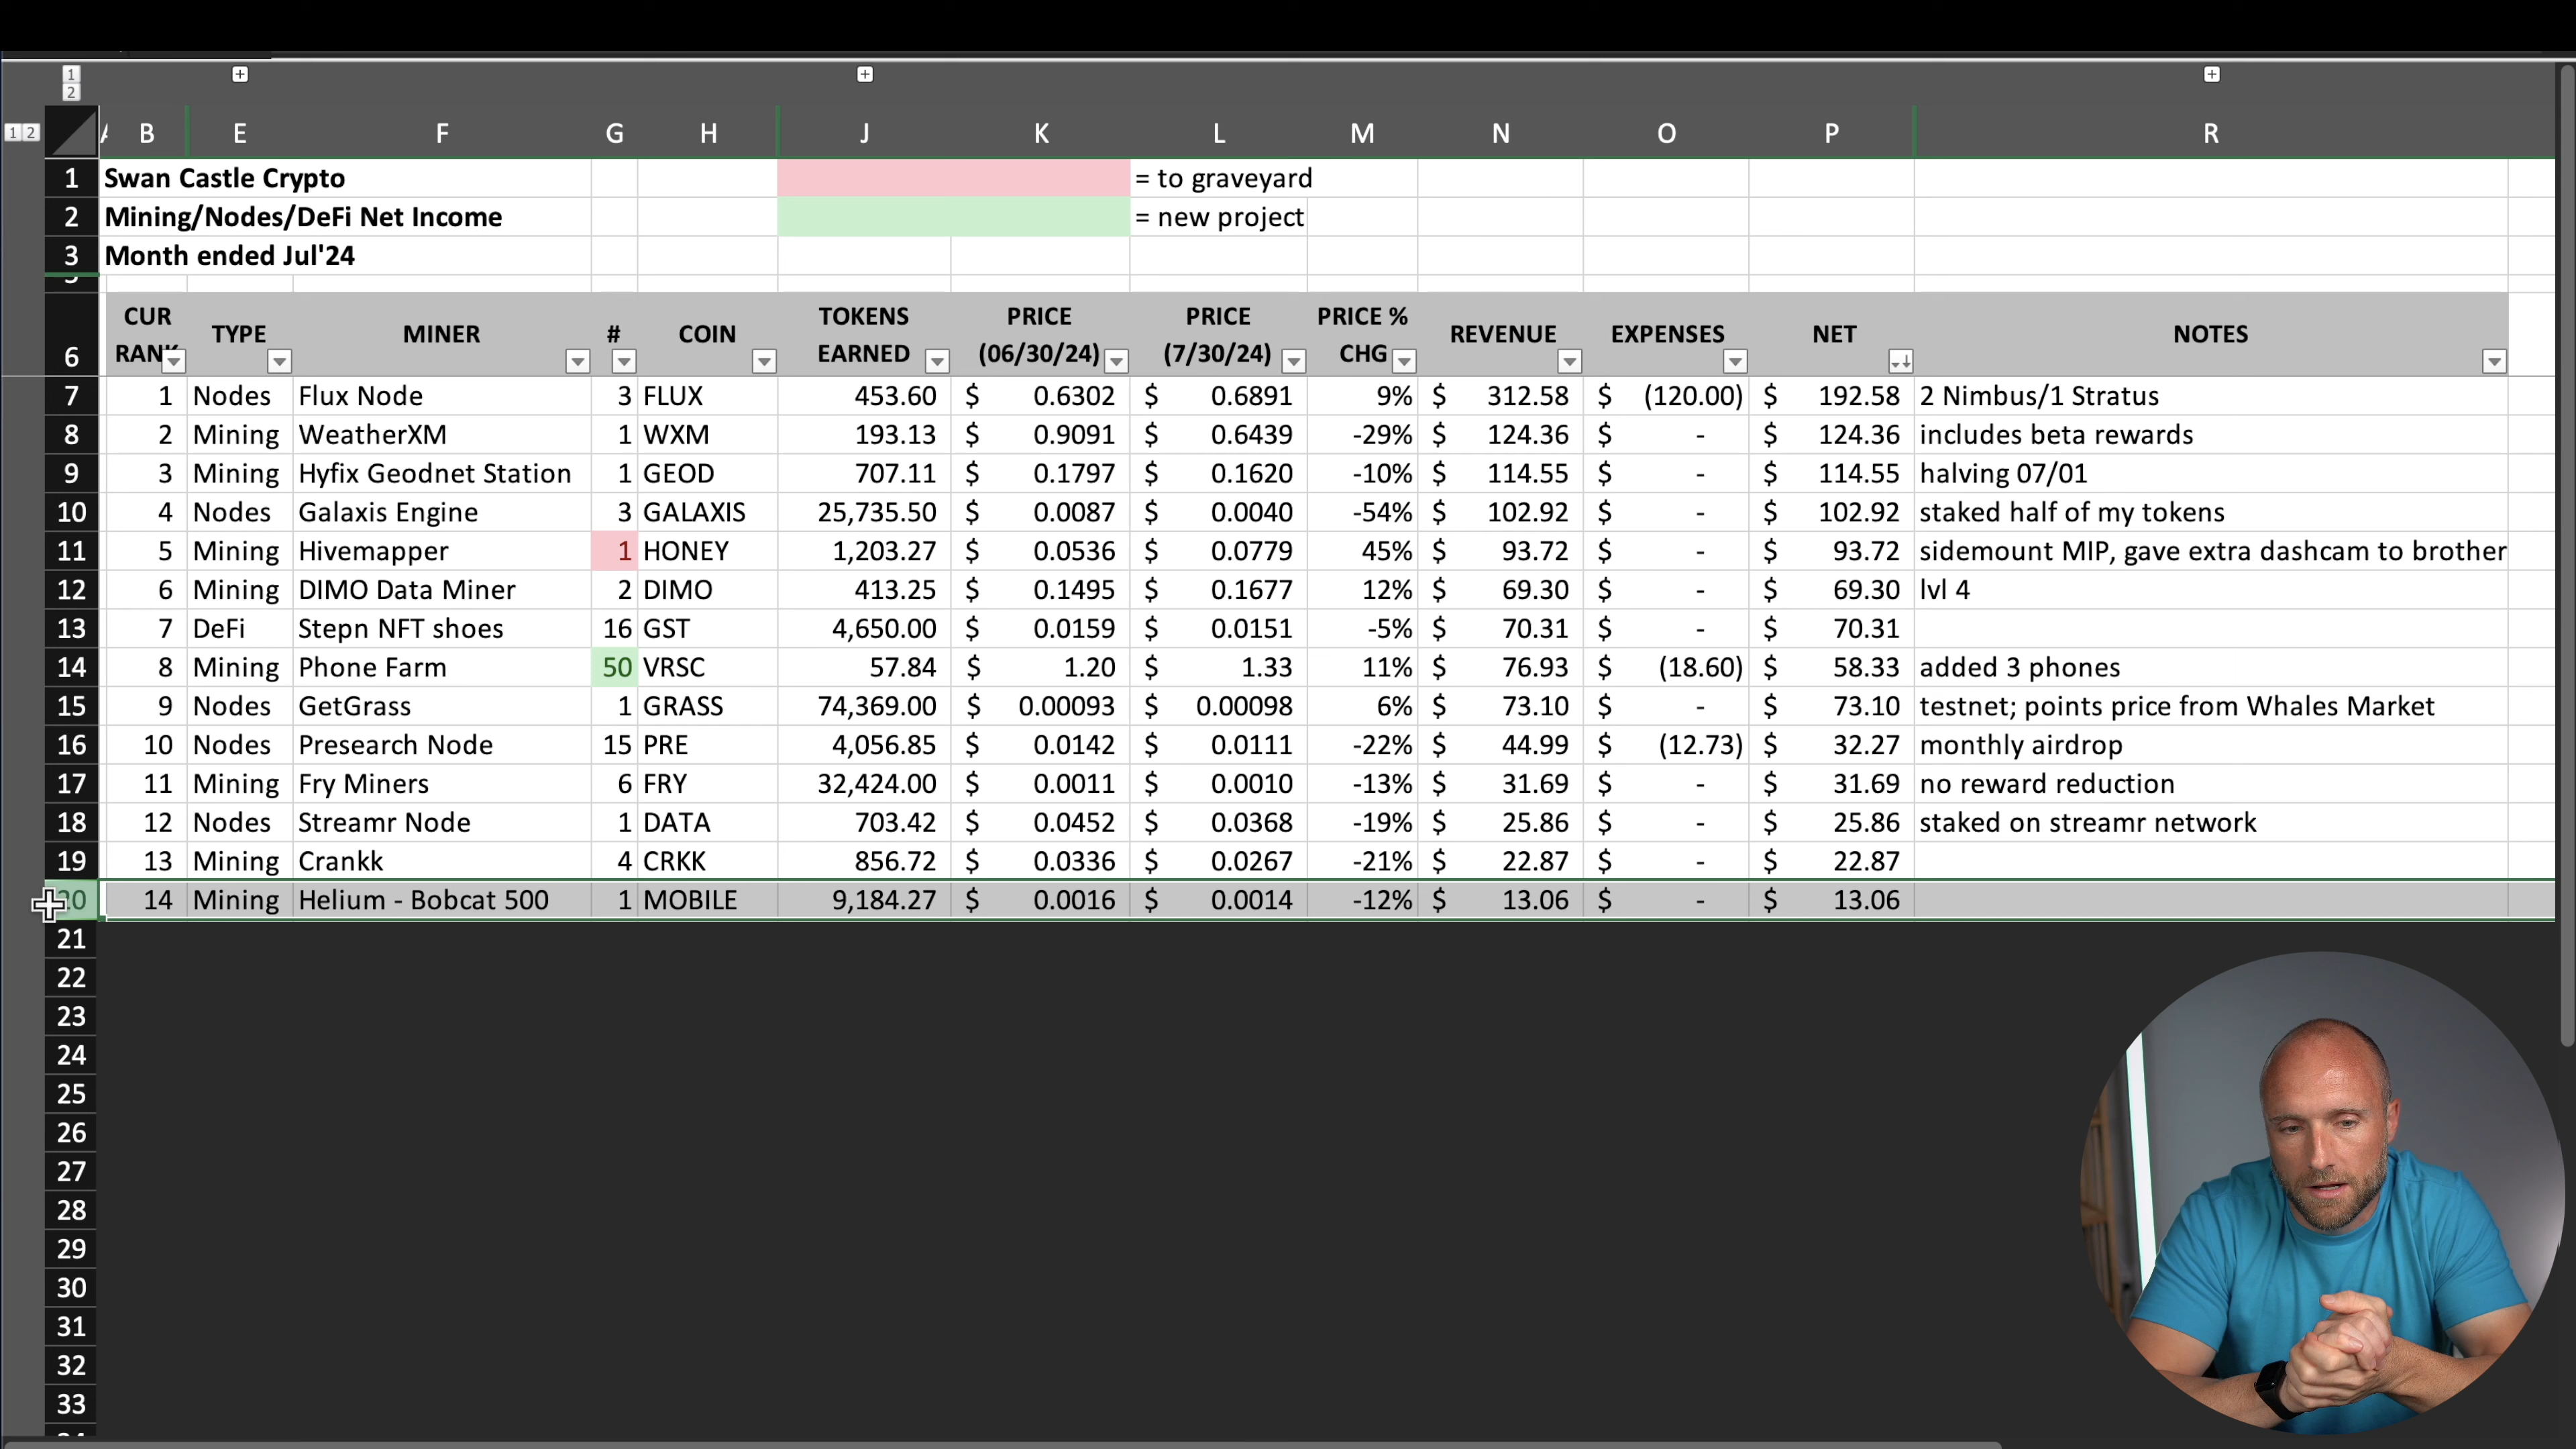 1
2
1 2
B E F G H J K L M N O P R
1 Swan Castle Crypto = to graveyard
2 Mining/Nodes/DeFi Net Income = new project
3 Month ended Jul'24
6 CUR RANK TYPE MINER # COIN TOKENS EARNED PRICE (06/30/24) PRICE (7/30/24) PRICE % CHG REVENUE EXPENSES NET NOTES
7 1 Nodes Flux Node 3 FLUX 453.60 $ 0.6302 $ 0.6891 9% $ 312.58 $ (120.00) $ 192.58 2 Nimbus/1 Stratus
8 2 Mining WeatherXM 1 WXM 193.13 $ 0.9091 $ 0.6439 -29% $ 124.36 $ - $ 124.36 includes beta rewards
9 3 Mining Hyfix Geodnet Station 1 GEOD 707.11 $ 0.1797 $ 0.1620 -10% $ 114.55 $ - $ 114.55 halving 07/01
10 4 Nodes Galaxis Engine 3 GALAXIS 25,735.50 $ 0.0087 $ 0.0040 -54% $ 102.92 $ - $ 102.92 staked half of my tokens
11 5 Mining Hivemapper 1 HONEY 1,203.27 $ 0.0536 $ 0.0779 45% $ 93.72 $ - $ 93.72 sidemount MIP, gave extra dashcam to brother
12 6 Mining DIMO Data Miner 2 DIMO 413.25 $ 0.1495 $ 0.1677 12% $ 69.30 $ - $ 69.30 lvl 4
13 7 DeFi Stepn NFT shoes 16 GST 4,650.00 $ 0.0159 $ 0.0151 -5% $ 70.31 $ - $ 70.31
14 8 Mining Phone Farm 50 VRSC 57.84 $ 1.20 $ 1.33 11% $ 76.93 $ (18.60) $ 58.33 added 3 phones
15 9 Nodes GetGrass 1 GRASS 74,369.00 $ 0.00093 $ 0.00098 6% $ 73.10 $ - $ 73.10 testnet; points price from Whales Market
16 10 Nodes Presearch Node 15 PRE 4,056.85 $ 0.0142 $ 0.0111 -22% $ 44.99 $ (12.73) $ 32.27 monthly airdrop
17 11 Mining Fry Miners 6 FRY 32,424.00 $ 0.0011 $ 0.0010 -13% $ 31.69 $ - $ 31.69 no reward reduction
18 12 Nodes Streamr Node 1 DATA 703.42 $ 0.0452 $ 0.0368 -19% $ 25.86 $ - $ 25.86 staked on streamr network
19 13 Mining Crankk 4 CRKK 856.72 $ 0.0336 $ 0.0267 -21% $ 22.87 $ - $ 22.87
20 14 Mining Helium - Bobcat 500 1 MOBILE 9,184.27 $ 0.0016 $ 0.0014 -12% $ 13.06 $ - $ 13.06
21
22
23
24
25
26
27
28
29
30
31
32
33